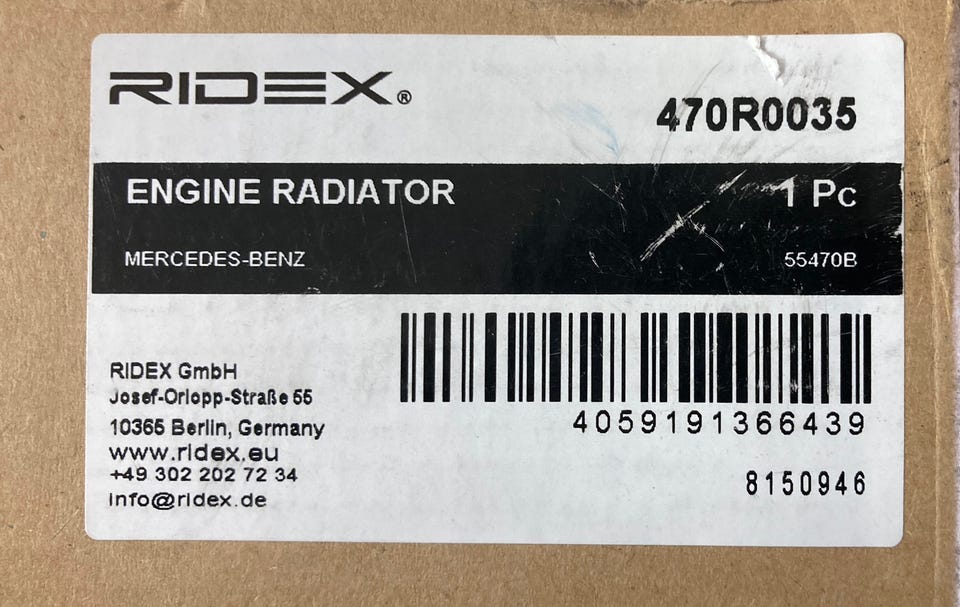 RIDEX®
470R0035
ENGINE RADIATOR
1 Pc
MERCEDES-BENZ
55470B
RIDEX GmbH
Josef-Orlopp-Straße 55
10365 Berlin, Germany
www.ridex.eu
+49 302 202 72 34
info@ridex.de
4059191366439
8150946